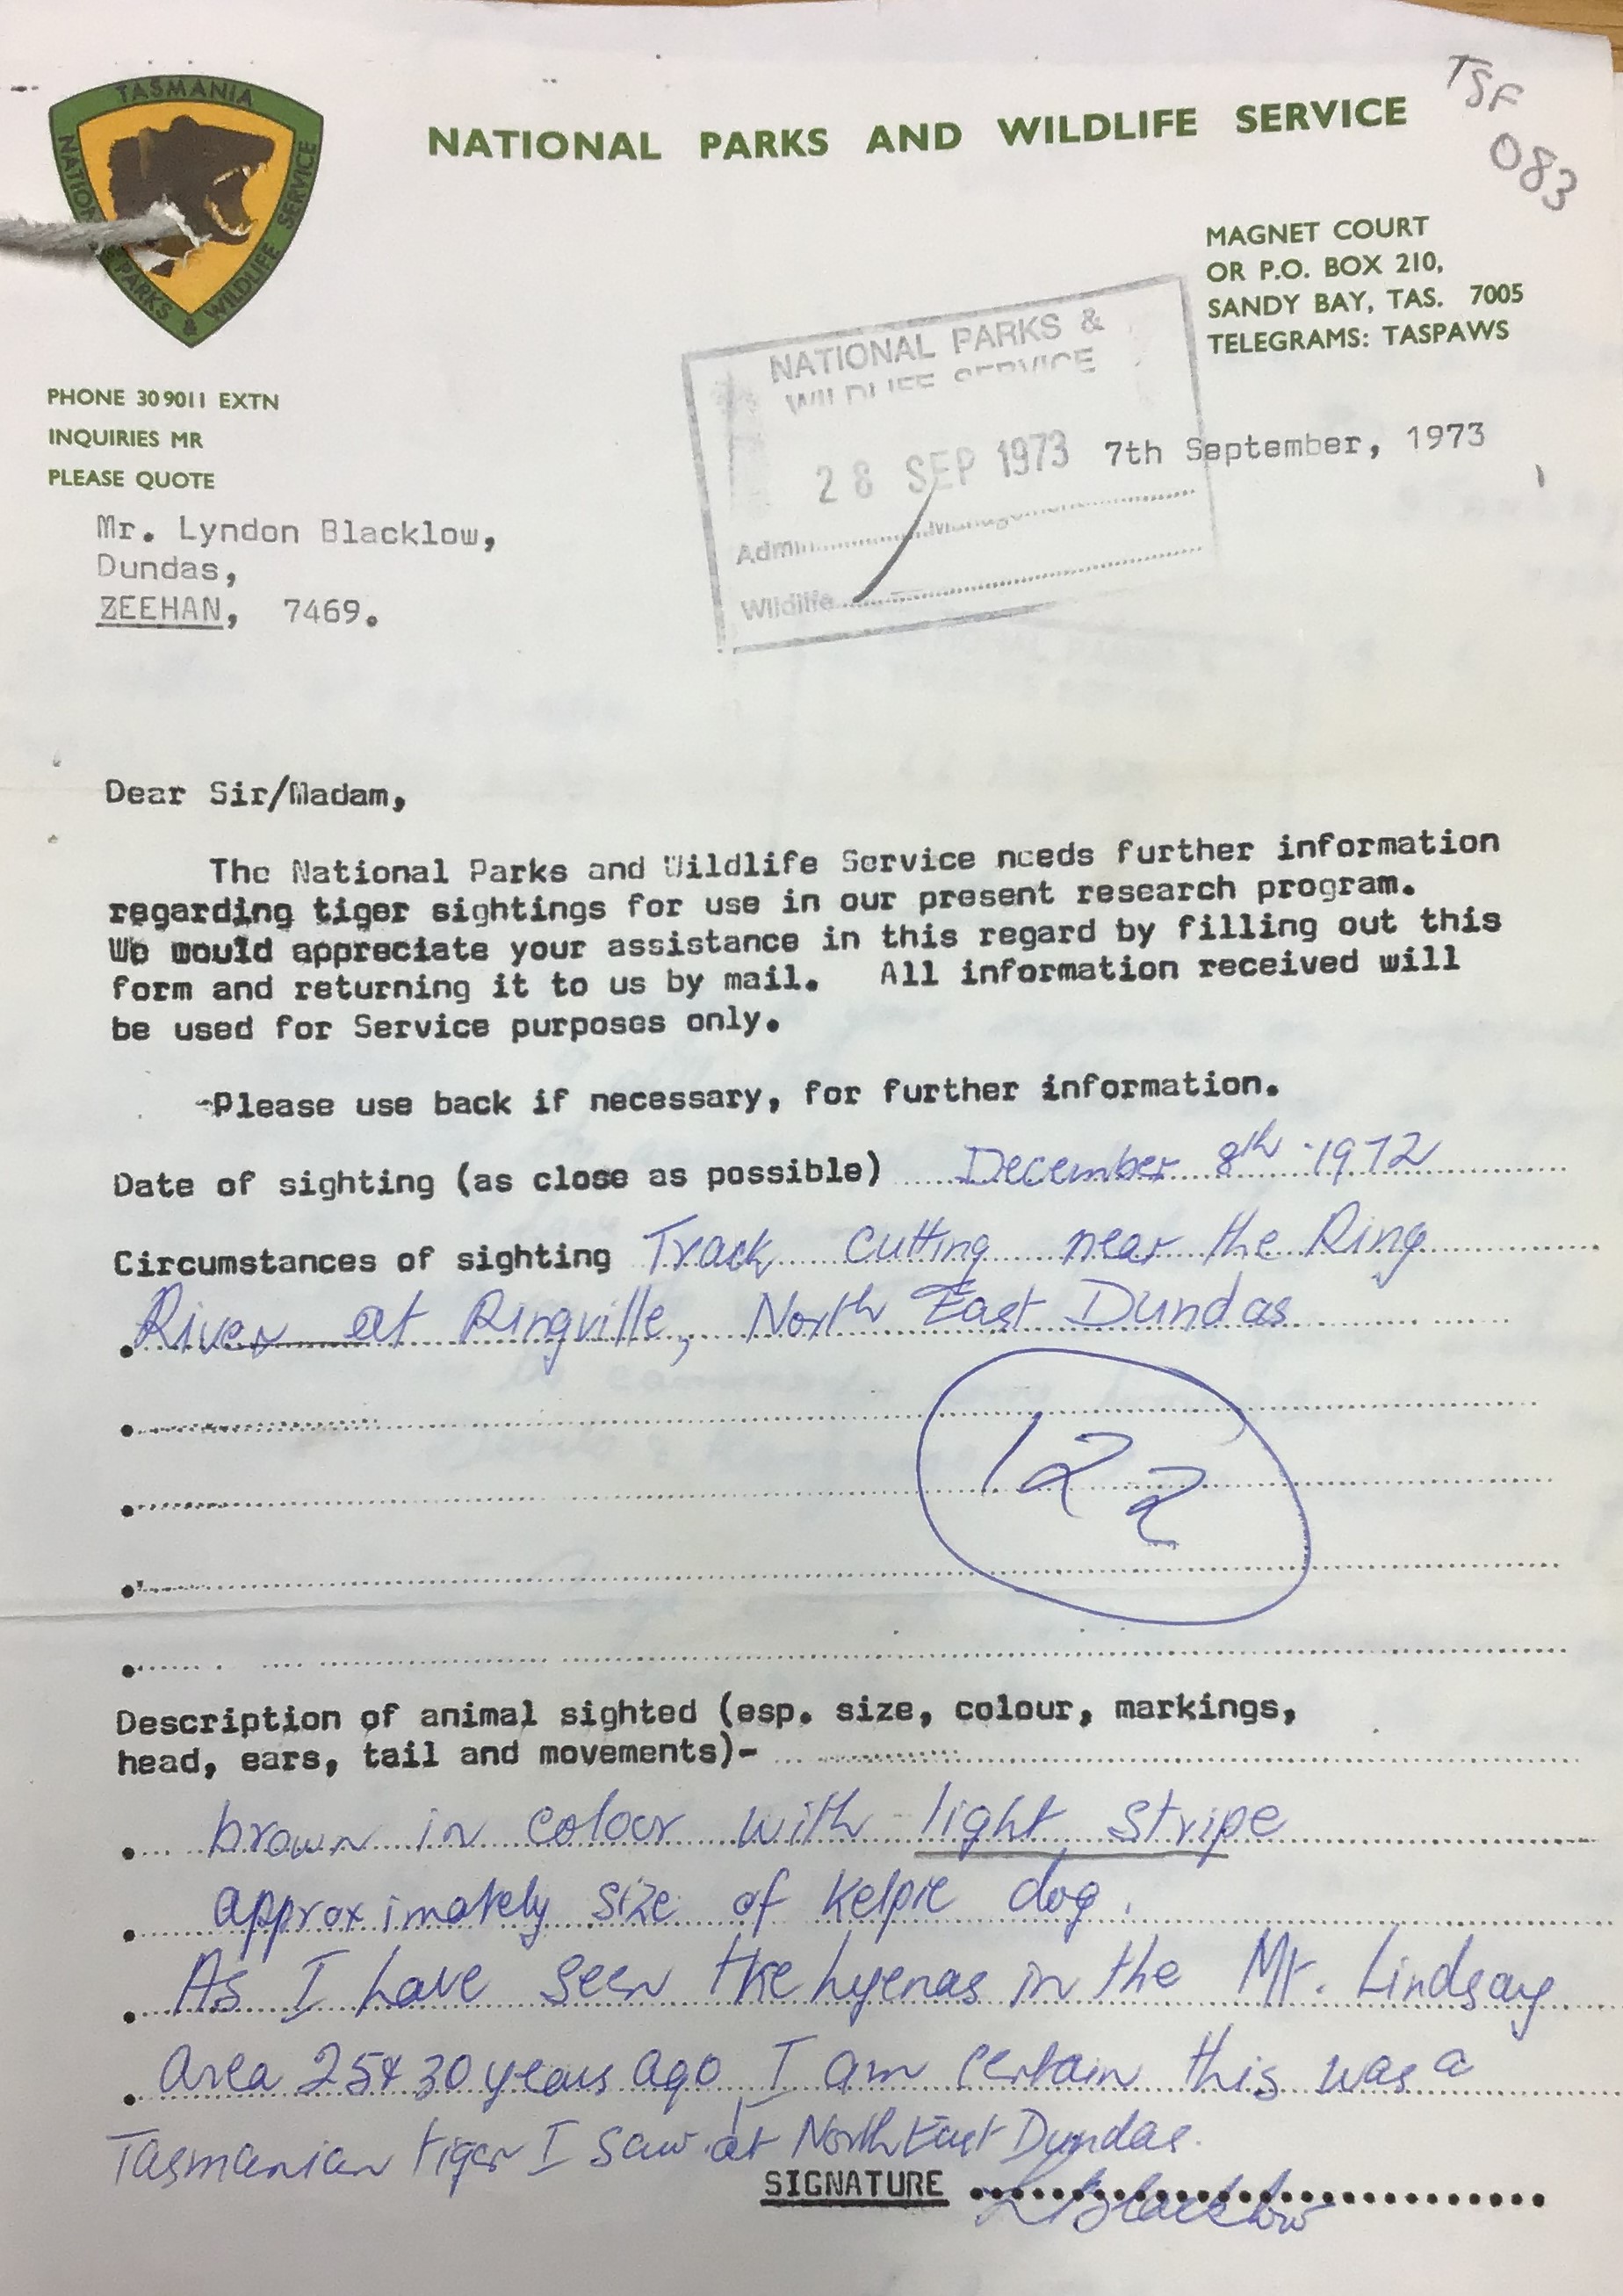 TASMANIA
NATIONAL PARKS & WILDLIFE SERVICE
NATIONAL PARKS AND WILDLIFE SERVICE
TSF
083
MAGNET COURT
OR P.O. BOX 210,
SANDY BAY, TAS. 7005
TELEGRAMS: TASPAWS
PHONE 30 9011 EXTN
INQUIRIES MR
PLEASE QUOTE
NATIONAL PARKS &
WILDLIFE SERVICE
28 SEP 1973
7th September, 1973
Admin Management
Wildlife
Mr. Lyndon Blacklow,
Dundas,
ZEEHAN, 7469.
Dear Sir/Madam,
The National Parks and Wildlife Service needs further information
regarding tiger sightings for use in our present research program.
We would appreciate your assistance in this regard by filling out this
form and returning it to us by mail. All information received will
be used for Service purposes only.
-Please use back if necessary, for further information.
Date of sighting (as close as possible) December 8th 1972
Circumstances of sighting Track cutting near the Ring
River at Ringville, North East Dundas
122
Description of animal sighted (esp. size, colour, markings,
head, ears, tail and movements)-
brown in colour with light stripe
approximately size of kelpie dog.
As I have seen the hyenas in the Mt. Lindsay
area 25 & 30 years ago I am certain this was a
Tasmanian tiger I saw at North East Dundas.
SIGNATURE L Blacklow